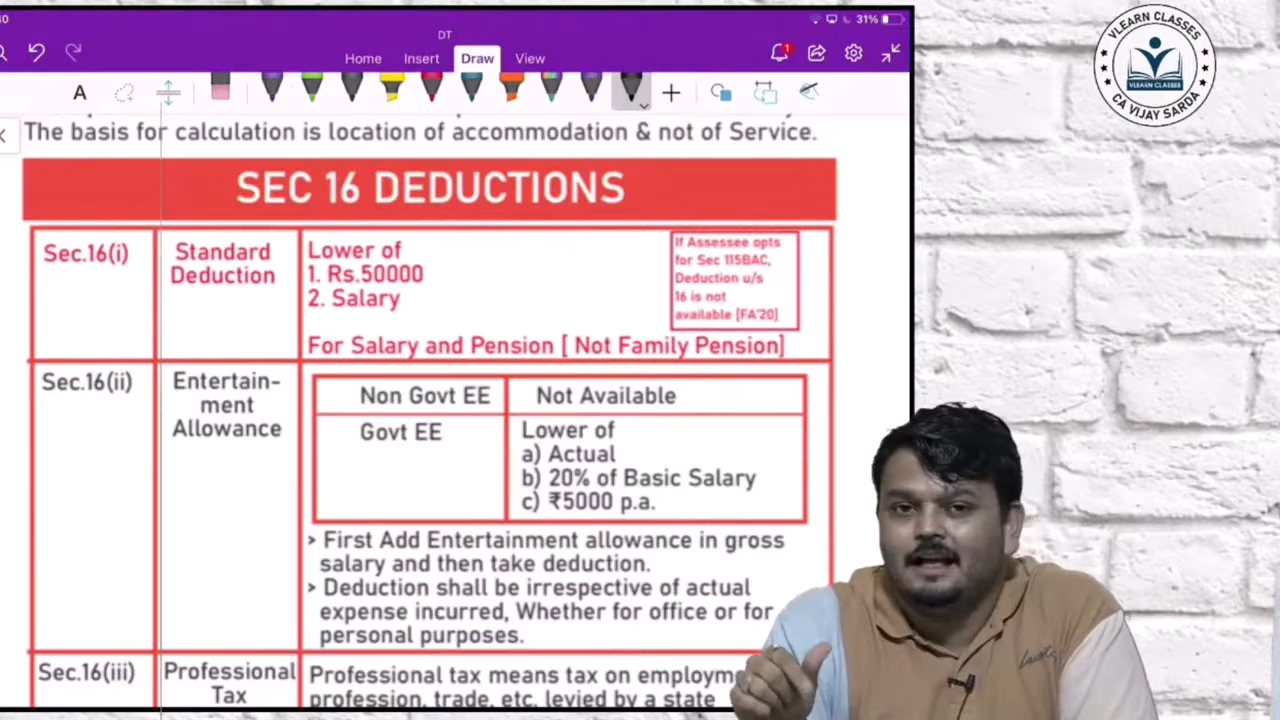 31%
DT
Home Insert Draw View
1
A
The basis for calculation is location of accommodation & not of Service.
SEC 16 DEDUCTIONS
Sec.16(i)
Standard
Deduction
Lower of
1. Rs.50000
2. Salary
For Salary and Pension [ Not Family Pension]
If Assessee opts
for Sec 115BAC,
Deduction u/s
16 is not
available [FA'20]
Sec.16(ii)
Entertain-
ment
Allowance
Non Govt EE
Not Available
Govt EE
Lower of
a) Actual
b) 20% of Basic Salary
c) ₹5000 p.a.
> First Add Entertainment allowance in gross
salary and then take deduction.
> Deduction shall be irrespective of actual
expense incurred, Whether for office or for
personal purposes.
Sec.16(iii)
Professional
Tax
Professional tax means tax on employm
profession, trade, etc. levied by a state
VLEARN CLASSES
VLEARN CLASSES
CA VIJAY SARDA